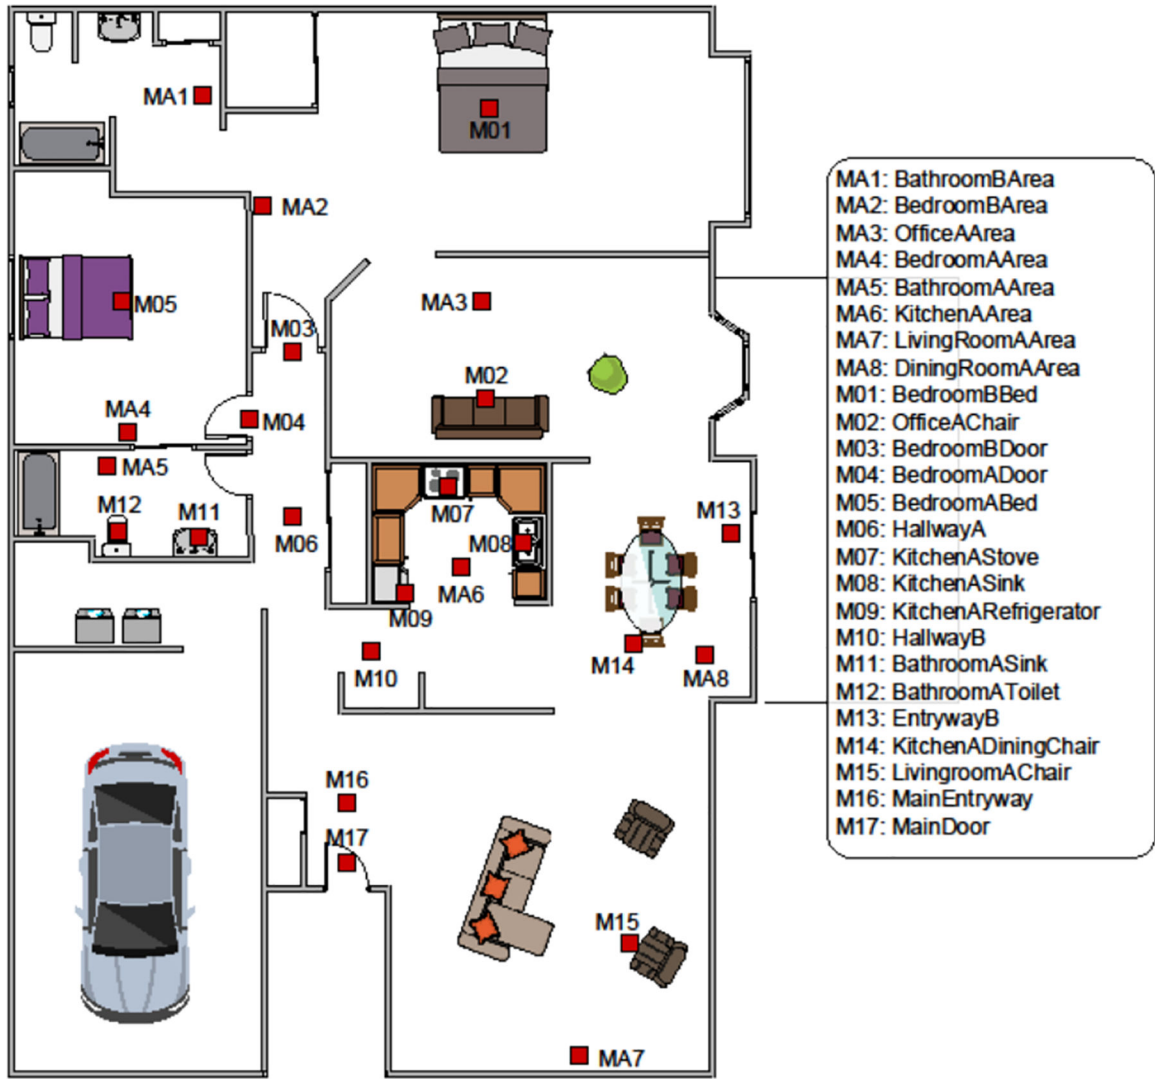 MA1
M01
MA2
M05
MA3
M03
M02
MA4
M04
MA5
M12
M11
M07
M13
M06
M08
MA6
M09
M14
M10
MA8
M16
M17
M15
MA7
MA1: BathroomBArea
MA2: BedroomBArea
MA3: OfficeAArea
MA4: BedroomAArea
MA5: BathroomAArea
MA6: KitchenAArea
MA7: LivingRoomAArea
MA8: DiningRoomAArea
M01: BedroomBBed
M02: OfficeAChair
M03: BedroomBDoor
M04: BedroomADoor
M05: BedroomABed
M06: HallwayA
M07: KitchenAStove
M08: KitchenASink
M09: KitchenARefrigerator
M10: HallwayB
M11: BathroomASink
M12: BathroomAToilet
M13: EntrywayB
M14: KitchenADiningChair
M15: LivingroomAChair
M16: MainEntryway
M17: MainDoor